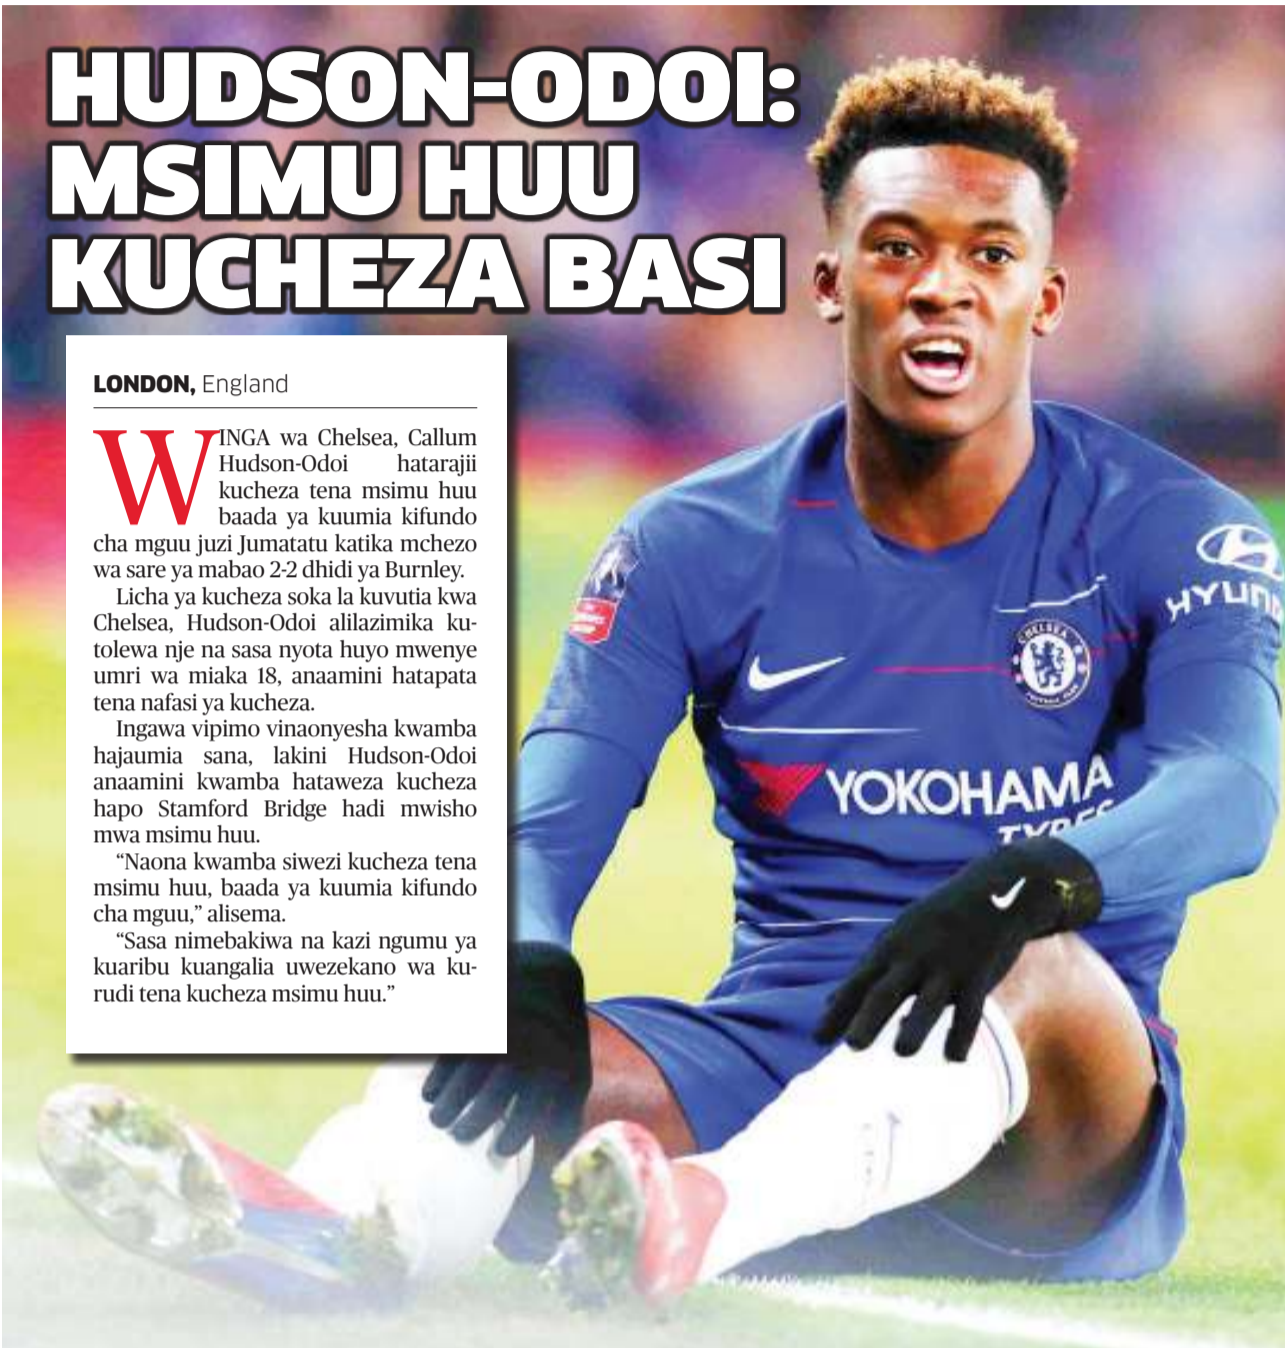 HUDSON-ODOI:
MSIMU HUU
KUCHEZA BASI
LONDON, England
WINGA wa Chelsea, Callum
Hudson-Odoi hatarajii
kucheza tena msimu huu
baada ya kuumia kifundo
cha mguu juzi Jumatatu katika mchezo
wa sare ya mabao 2-2 dhidi ya Burnley.
Licha ya kucheza soka la kuvutia kwa
Chelsea, Hudson-Odoi alilazimika ku-
tolewa nje na sasa nyota huyo mwenye
umri wa miaka 18, anaamini hatapata
tena nafasi ya kucheza.
Ingawa vipimo vinaonyesha kwamba
hajaumia sana, lakini Hudson-Odoi
anaamini kwamba hataweza kucheza
hapo Stamford Bridge hadi mwisho
mwa msimu huu.
“Naona kwamba siwezi kucheza tena
msimu huu, baada ya kuumia kifundo
cha mguu,” alisema.
“Sasa nimebakiwa na kazi ngumu ya
kuaribu kuangalia uwezekano wa ku-
rudi tena kucheza msimu huu.”
HYUN
CHELSEA
FOOTBALL CLUB
YOKOHAMA
TYRES